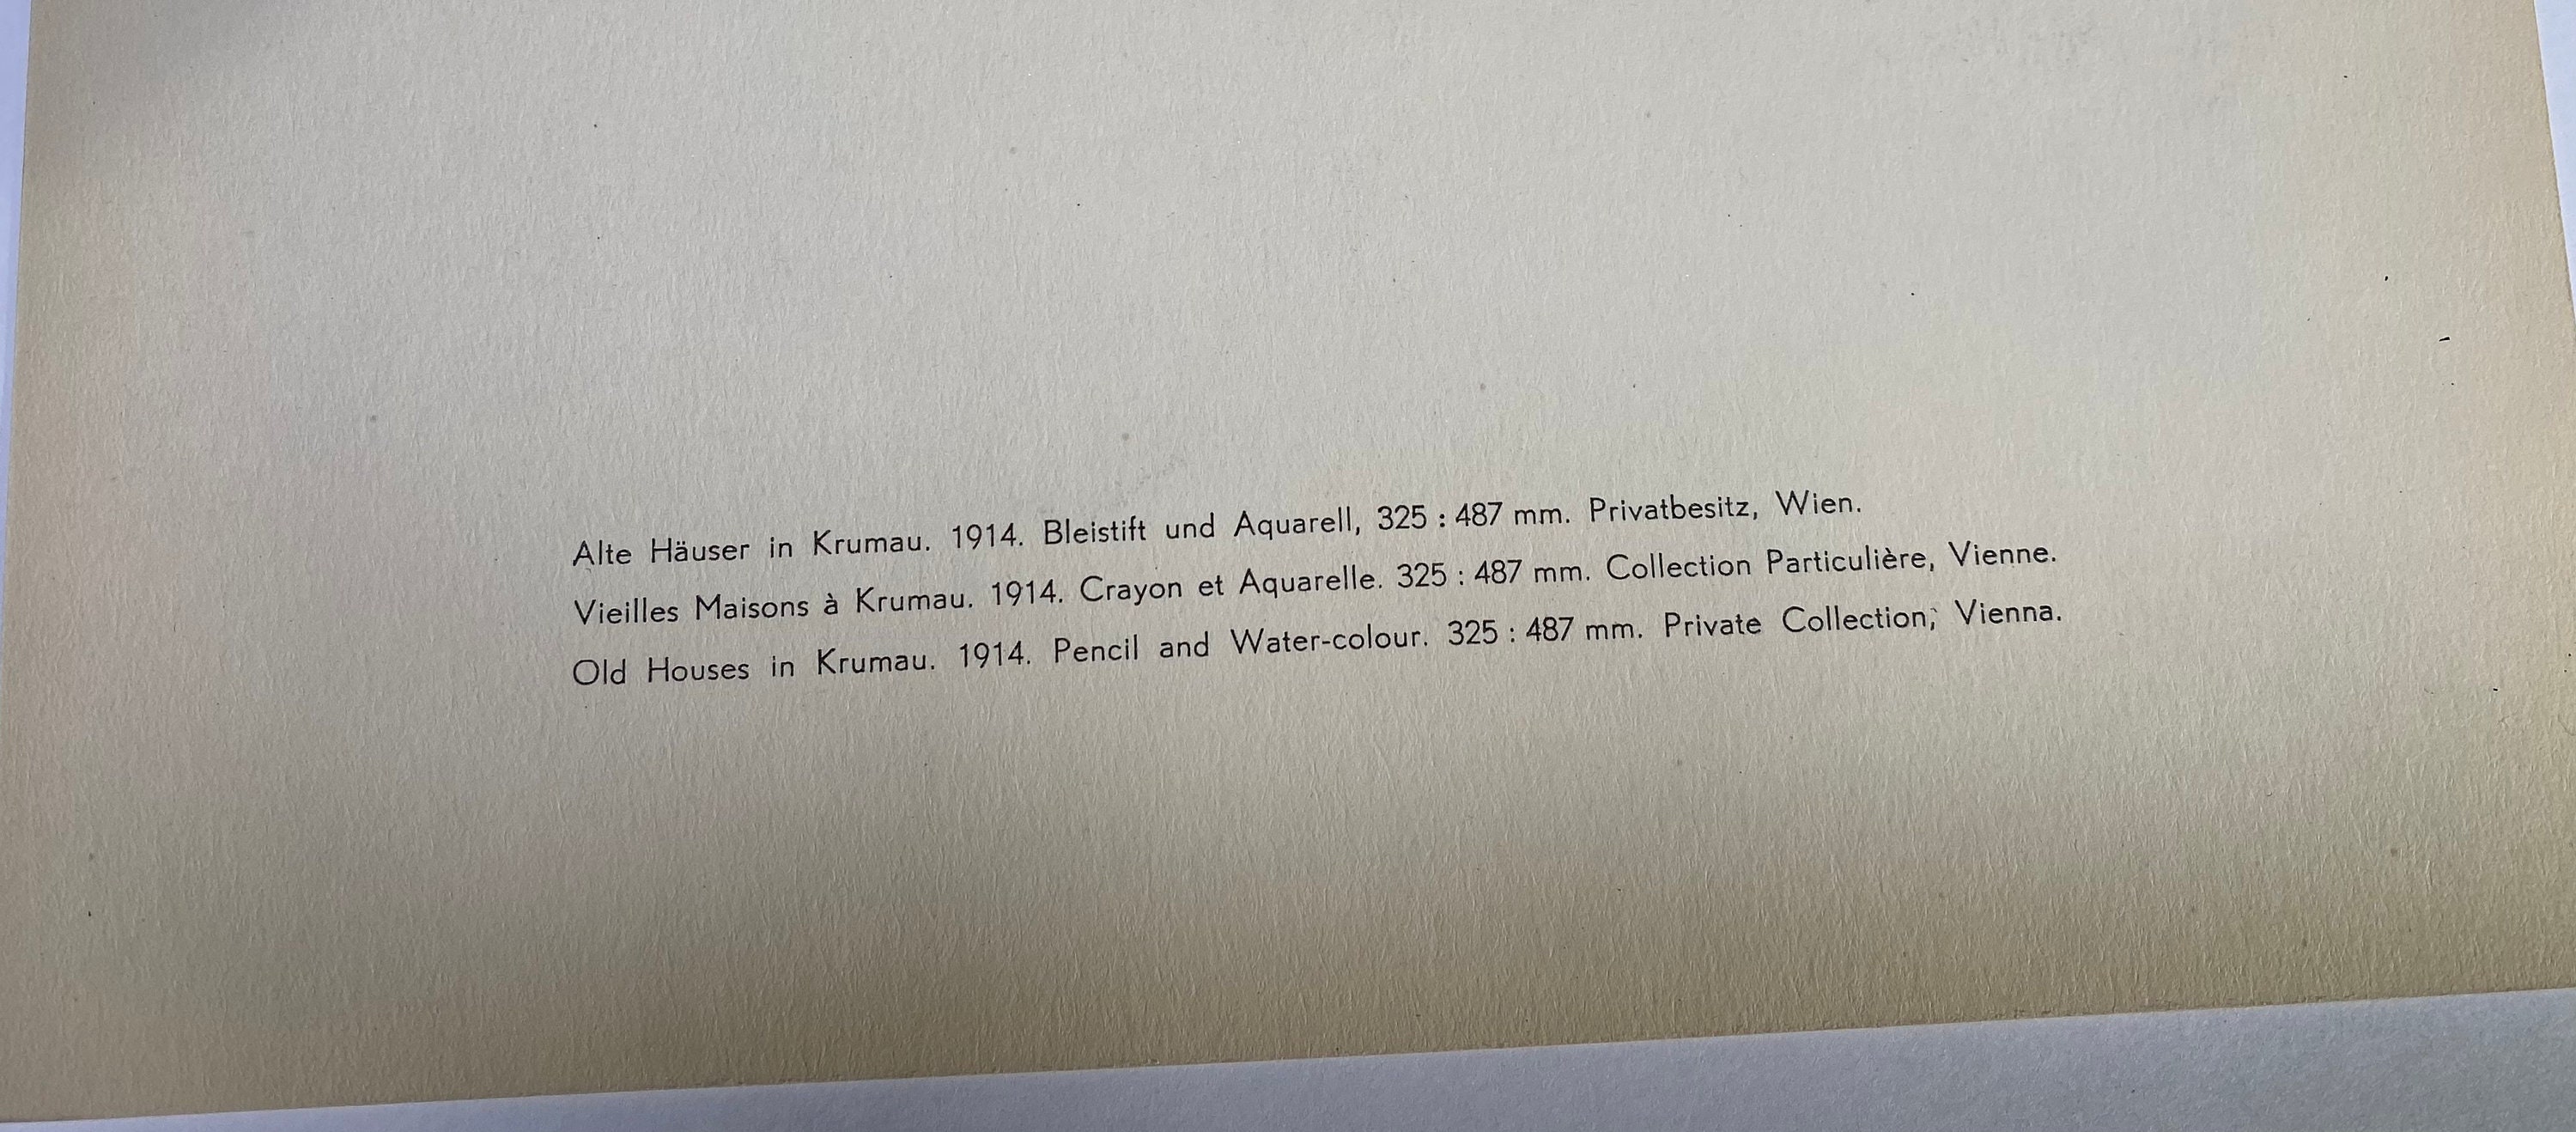 Alte Häuser in Krumau. 1914. Bleistift und Aquarell, 325 : 487 mm. Privatbesitz, Wien.
Vieilles Maisons à Krumau. 1914. Crayon et Aquarelle. 325 : 487 mm. Collection Particulière, Vienne.
Old Houses in Krumau. 1914. Pencil and Water-colour. 325 : 487 mm. Private Collection, Vienna.